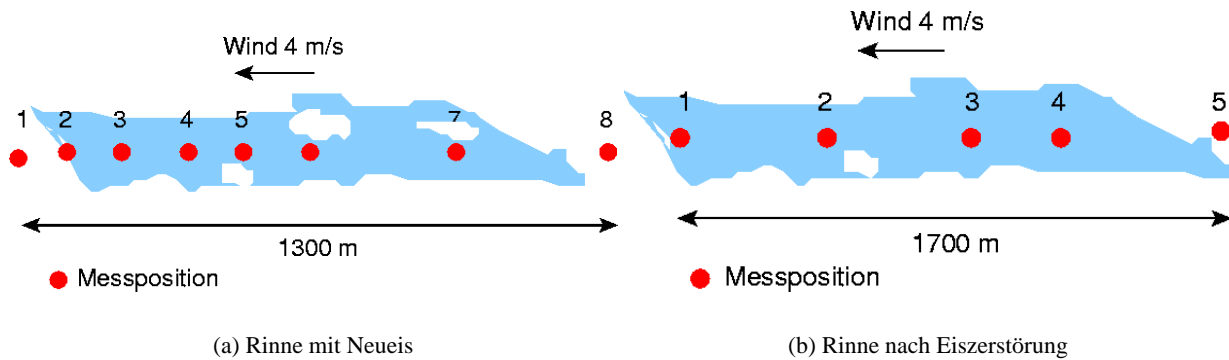 Wind 4 m/s
1 2 3 4 5 7 8
1300 m
Messposition
(a) Rinne mit Neueis
Wind 4 m/s
1 2 3 4 5
1700 m
Messposition
(b) Rinne nach Eiszerstörung